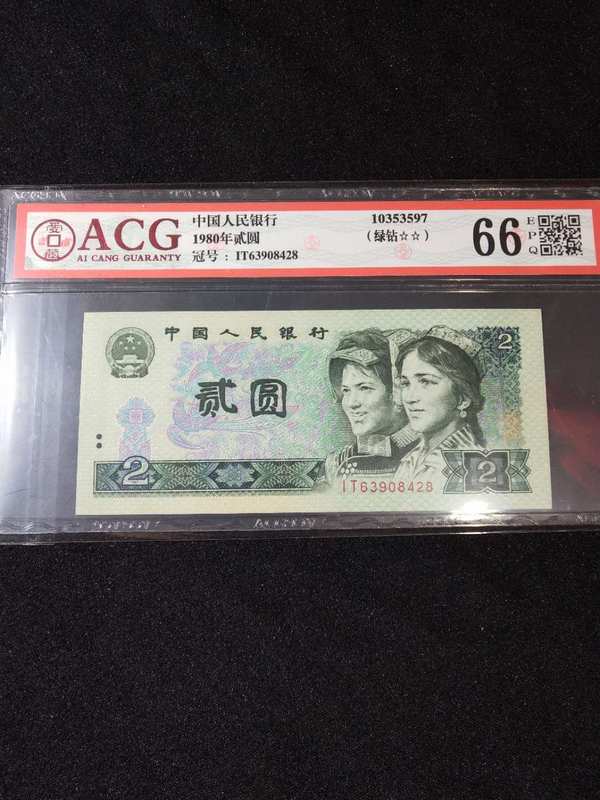 ACG
AI CANG GUARANTY
中国人民银行
1980年贰圆
冠号 : IT63908428
10353597
(绿钻☆☆)
66
EPQ
中国人民银行
贰圆
2
2
2
IT63908428